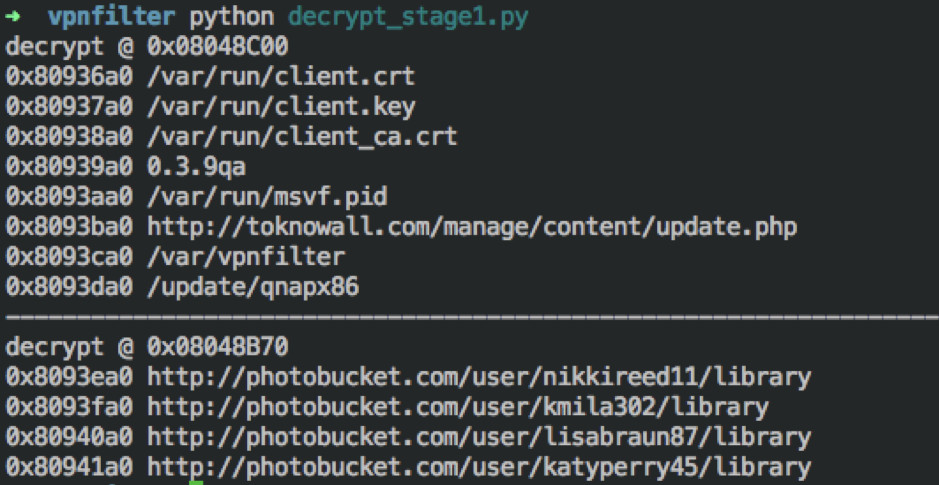 ➜ vpnfilter python decrypt_stage1.py
decrypt @ 0x08048C00
0x80936a0 /var/run/client.crt
0x80937a0 /var/run/client.key
0x80938a0 /var/run/client_ca.crt
0x80939a0 0.3.9qa
0x8093aa0 /var/run/msvf.pid
0x8093ba0 http://toknowall.com/manage/content/update.php
0x8093ca0 /var/vpnfilter
0x8093da0 /update/qnapx86
------------------------------------------------------------------
decrypt @ 0x08048B70
0x8093ea0 http://photobucket.com/user/nikkireed11/library
0x8093fa0 http://photobucket.com/user/kmila302/library
0x80940a0 http://photobucket.com/user/lisabraun87/library
0x80941a0 http://photobucket.com/user/katyperry45/library